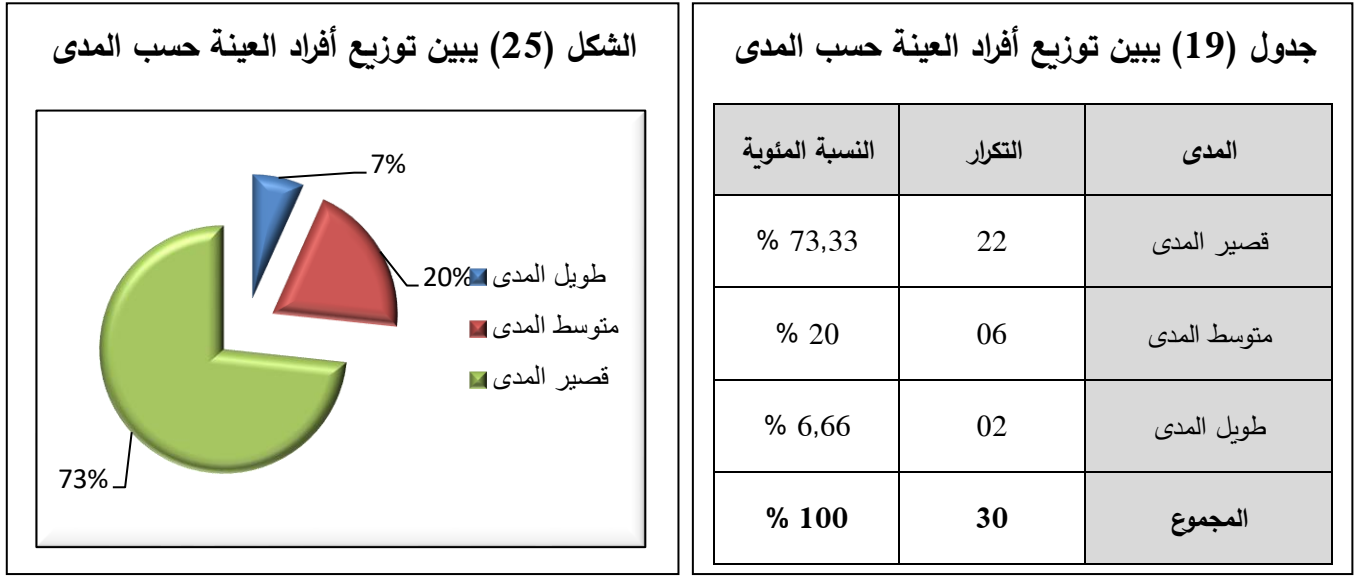 جدول (19) يبين توزيع أفراد العينة حسب المدى
المدى التكرار النسبة المئوية
قصير المدى 22 73,33 %
متوسط المدى 06 20 %
طويل المدى 02 6,66 %
المجموع 30 100 %
الشكل (25) يبين توزيع أفراد العينة حسب المدى
7%
20%
73%
طويل المدى
متوسط المدى
قصير المدى